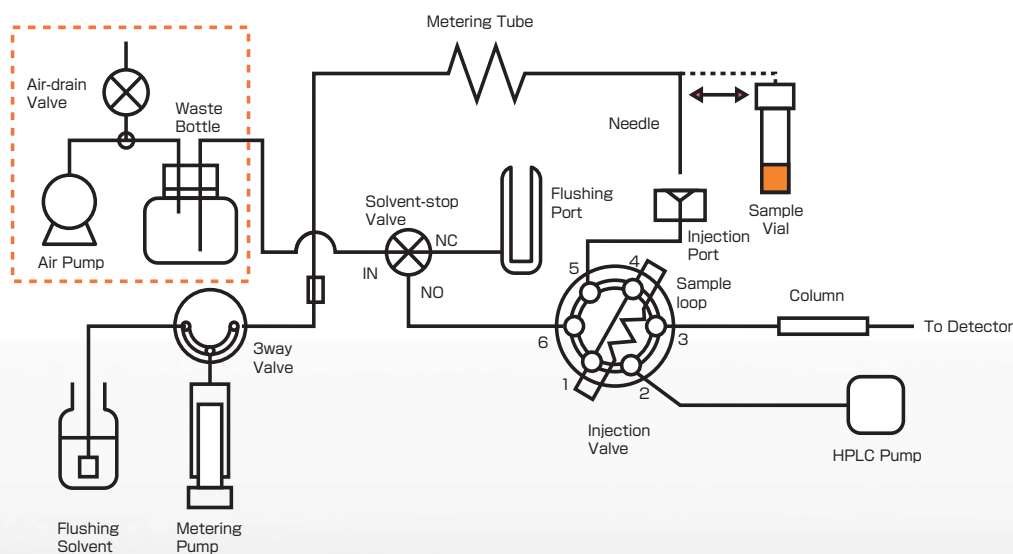 Metering Tube
Air-drain
Valve
Waste
Bottle
Air Pump
Needle
Sample
Vial
Solvent-stop
Valve
NC
IN
NO
Flushing
Port
Injection
Port
5
4
Sample
loop
6
3
1
2
Column
To Detector
3way
Valve
Injection
Valve
HPLC Pump
Flushing
Solvent
Metering
Pump